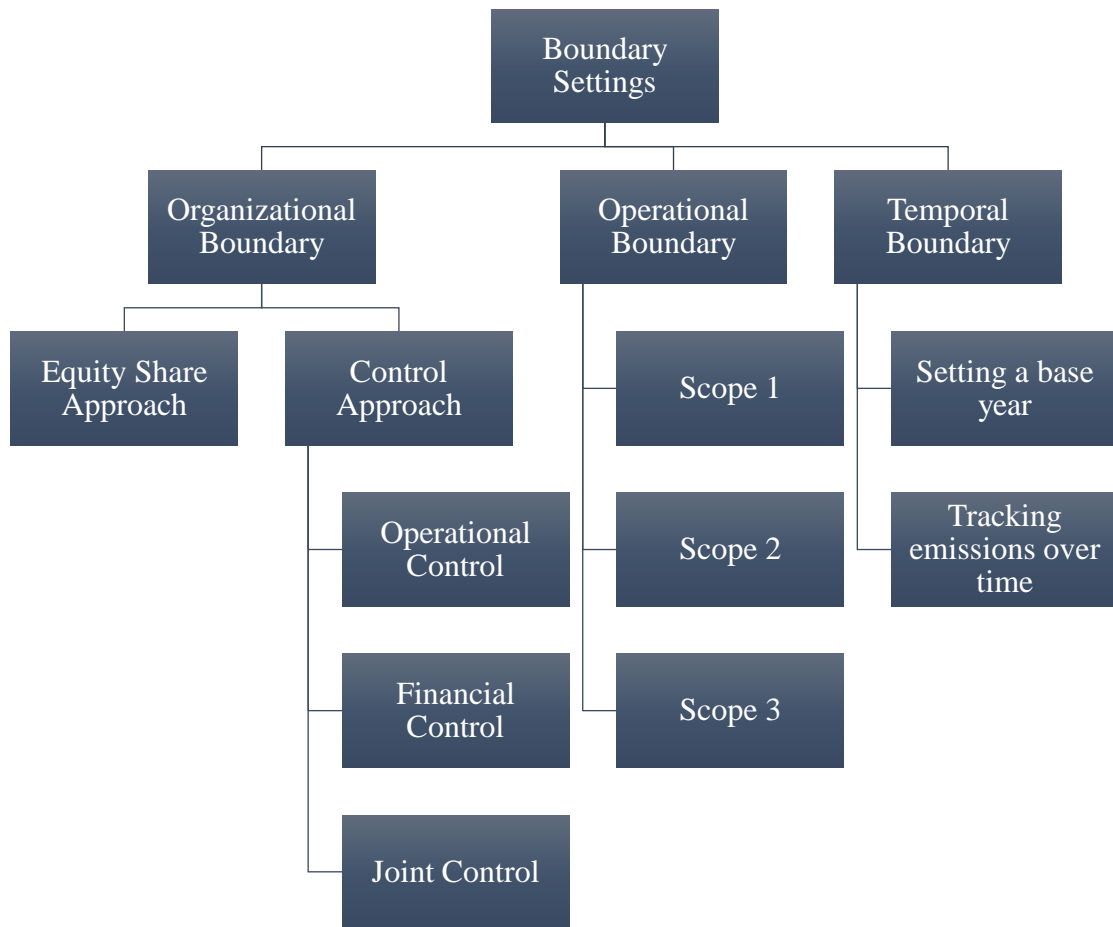 Boundary
Settings
Organizational
Boundary
Operational
Boundary
Temporal
Boundary
Equity Share
Approach
Control
Approach
Scope 1
Setting a base
year
Operational
Control
Scope 2
Tracking
emissions over
time
Financial
Control
Scope 3
Joint Control